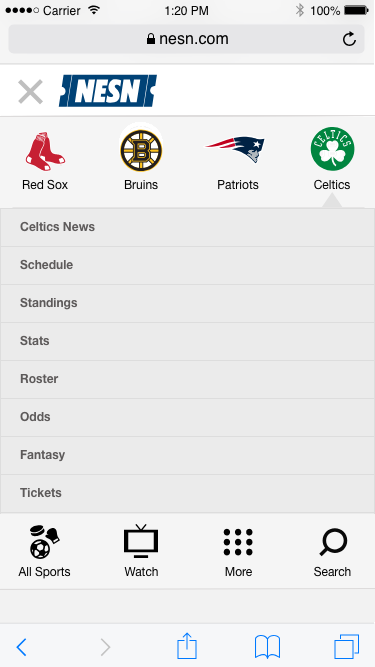 Carrier 1:20 PM 100%
nesn.com
NESN
B
CELTICS
Red Sox Bruins Patriots Celtics
Celtics News
Schedule
Standings
Stats
Roster
Odds
Fantasy
Tickets
All Sports Watch More Search